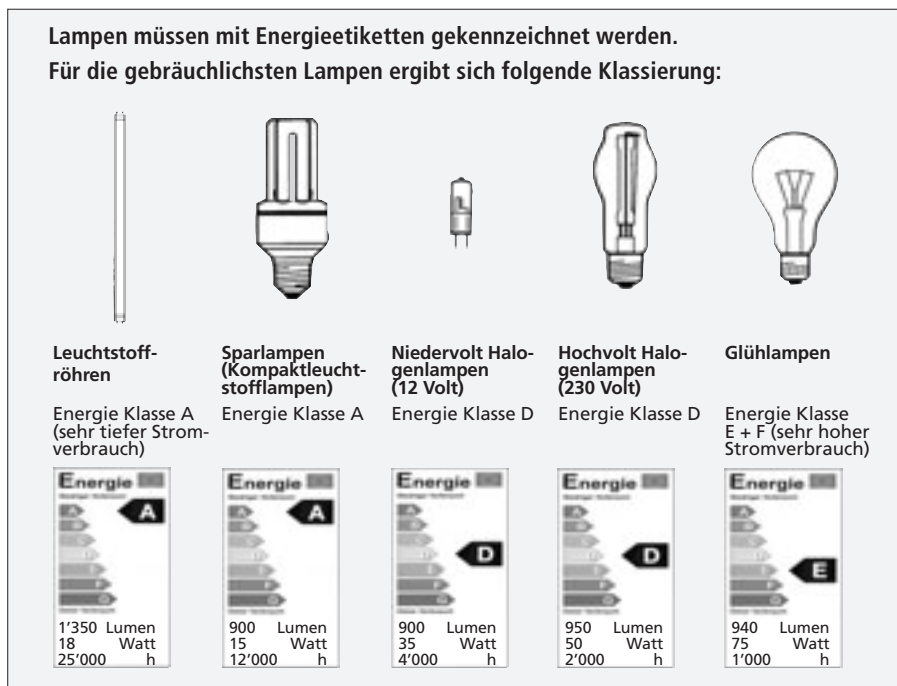 Lampen müssen mit Energieetiketten gekennzeichnet werden.
Für die gebräuchlichsten Lampen ergibt sich folgende Klassierung:
Leuchtstoff-
röhren
Energie Klasse A
(sehr tiefer Strom-
verbrauch)
Energie
A
A
1'350 Lumen
18 Watt
25'000 h
Sparlampen
(Kompaktleucht-
stofflampen)
Energie Klasse A
Energie
A
A
900 Lumen
15 Watt
12'000 h
Niedervolt Halo-
genlampen
(12 Volt)
Energie Klasse D
Energie
A
D
900 Lumen
35 Watt
4'000 h
Hochvolt Halo-
genlampen
(230 Volt)
Energie Klasse D
Energie
A
D
950 Lumen
50 Watt
2'000 h
Glühlampen
Energie Klasse
E + F (sehr hoher
Stromverbrauch)
Energie
A
E
940 Lumen
75 Watt
1'000 h